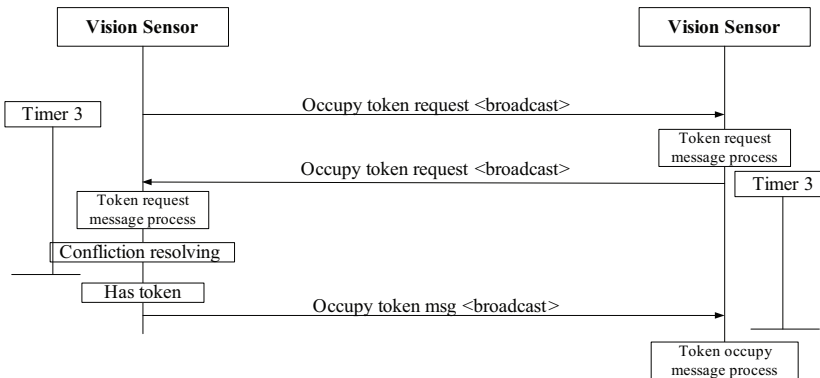 Vision Sensor
Vision Sensor
Occupy token request <broadcast>
Timer 3
Token request
message process
Occupy token request <broadcast>
Timer 3
Token request
message process
Confliction resolving
Has token
Occupy token msg <broadcast>
Token occupy
message process